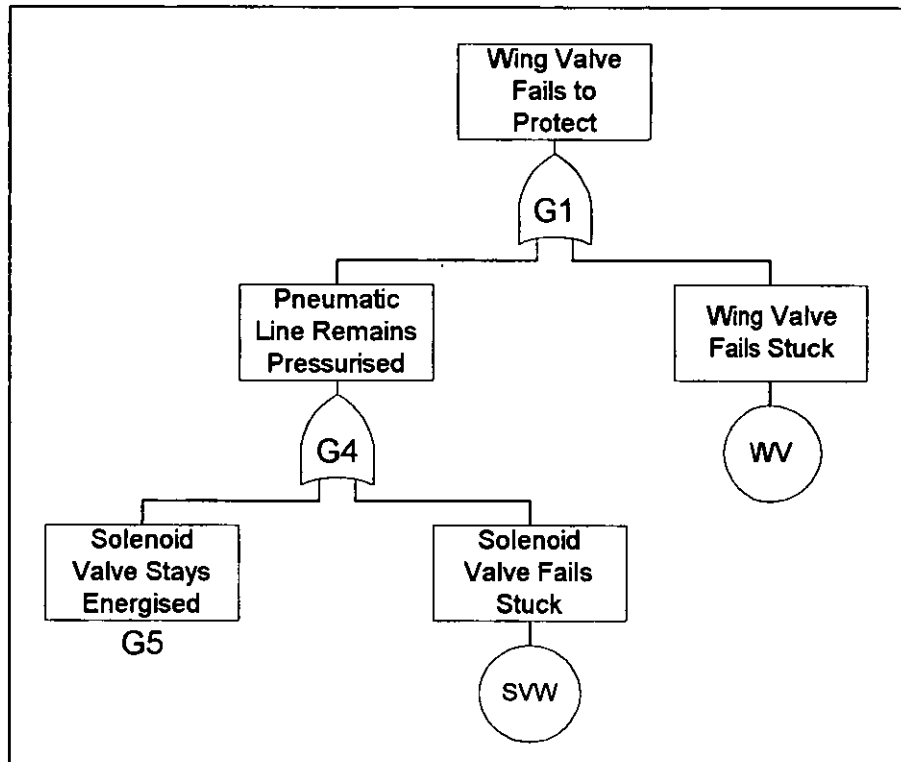 Wing Valve
Fails to
Protect
G1
Pneumatic
Line Remains
Pressurised
Wing Valve
Fails Stuck
G4
WV
Solenoid
Valve Stays
Energised
G5
Solenoid
Valve Fails
Stuck
SVW